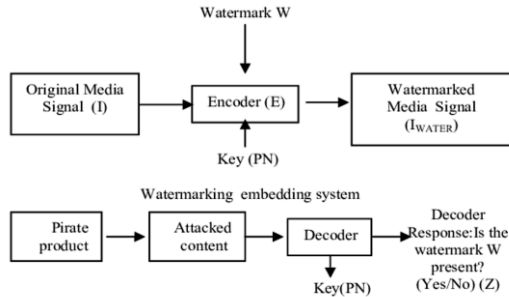 Watermark W
Original Media
Signal (I)
Encoder (E)
Watermarked
Media Signal
(IWATER)
Key (PN)
Watermarking embedding system
Pirate
product
Attacked
content
Decoder
Decoder
Response:Is the
watermark W
present?
(Yes/No) (Z)
Key(PN)